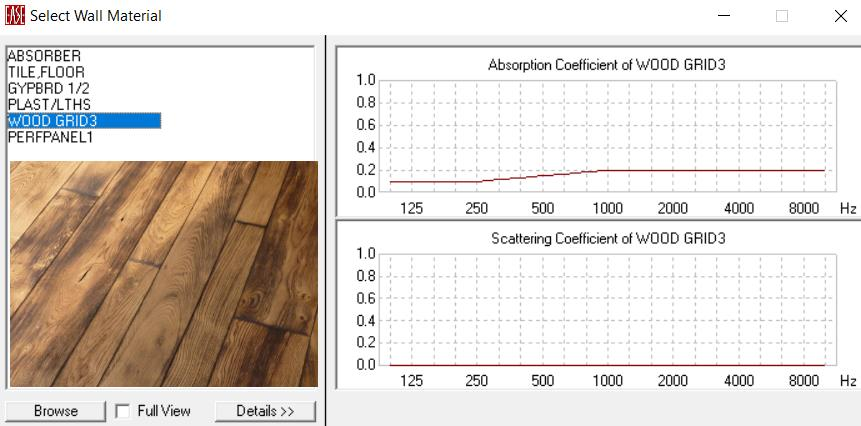 EASE Select Wall Material
ABSORBER
TILE,FLOOR
GYPBRD 1/2
PLAST/LTHS
WOOD GRID3
PERFPANEL1
Browse Full View Details >>
Absorption Coefficient of WOOD GRID3
1.0
0.8
0.6
0.4
0.2
0.0
125 250 500 1000 2000 4000 8000 Hz
Scattering Coefficient of WOOD GRID3
1.0
0.8
0.6
0.4
0.2
0.0
125 250 500 1000 2000 4000 8000 Hz